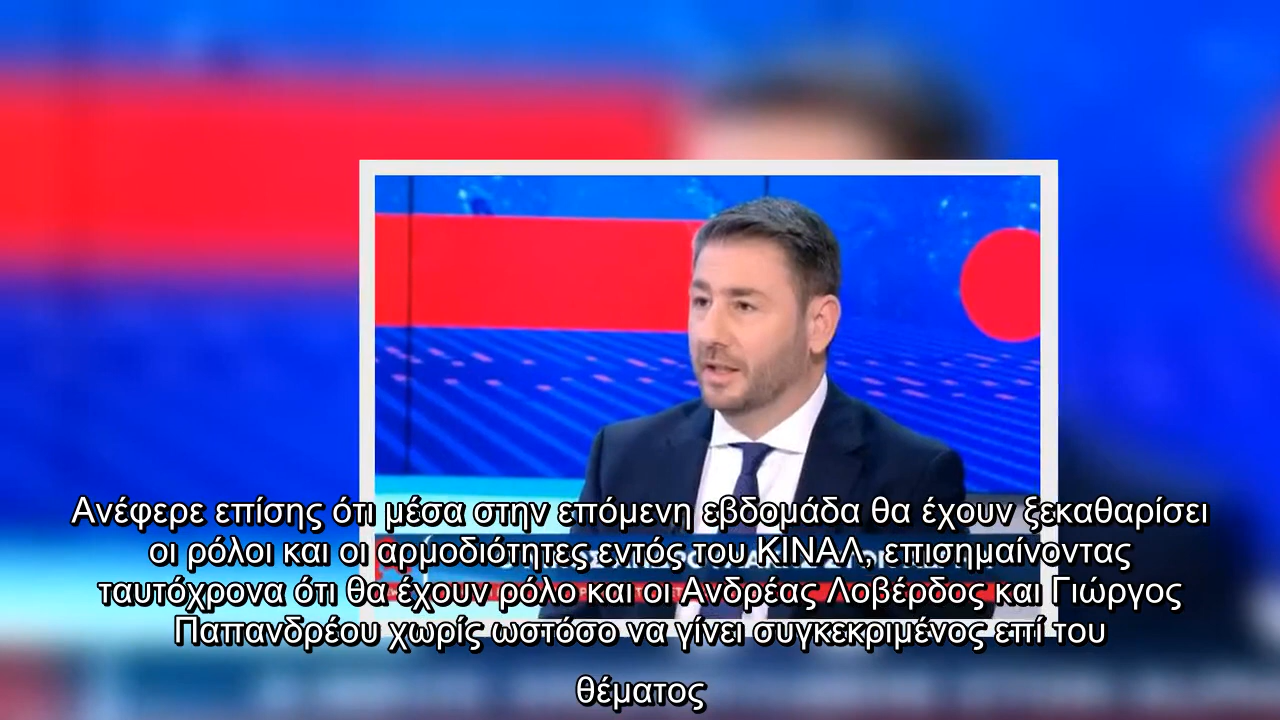 Ανέφερε επίσης ότι μέσα στην επόμενη εβδομάδα θα έχουν ξεκαθαρίσει
οι ρόλοι και οι αρμοδιότητες εντός του ΚΙΝΑΛ, επισημαίνοντας
ταυτόχρονα ότι θα έχουν ρόλο και οι Ανδρέας Λοβέρδος και Γιώργος
Παπανδρέου χωρίς ωστόσο να γίνει συγκεκριμένος επί του
θέματος